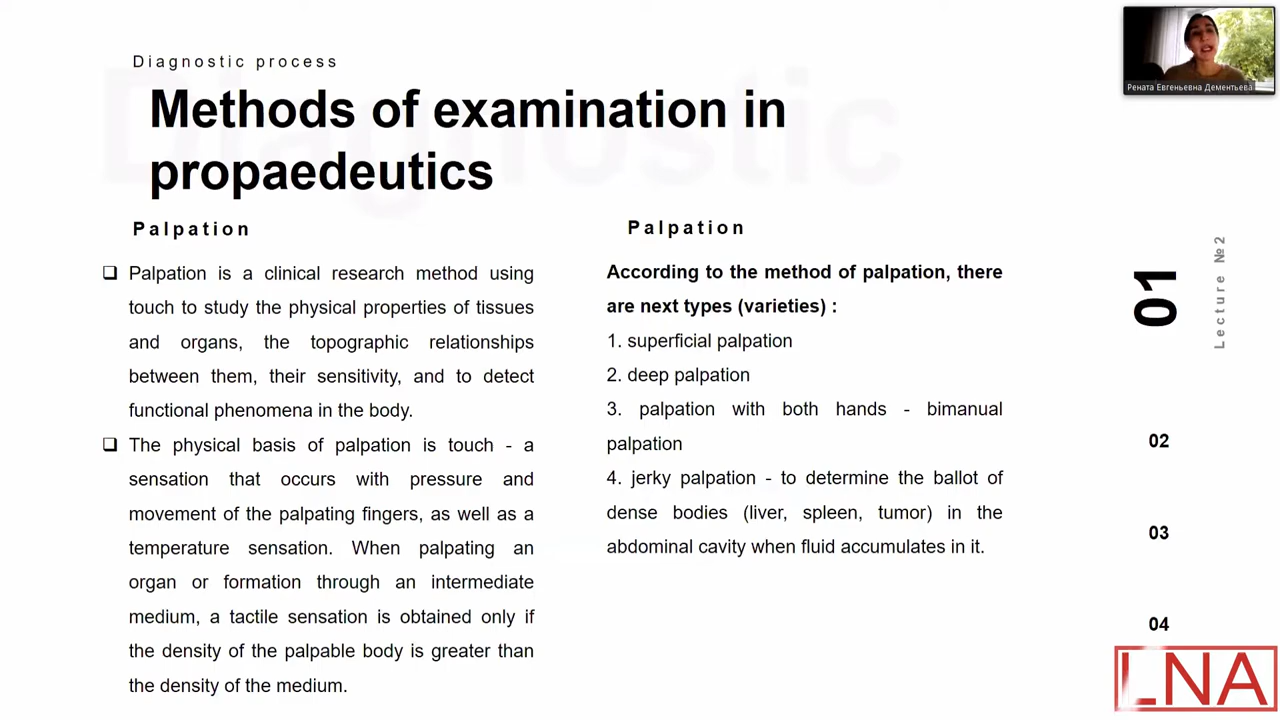 Diagnostic process
Diagnostic
Methods of examination in
propaedeutics
Palpation
❑ Palpation is a clinical research method using
touch to study the physical properties of tissues
and organs, the topographic relationships
between them, their sensitivity, and to detect
functional phenomena in the body.
❑ The physical basis of palpation is touch - a
sensation that occurs with pressure and
movement of the palpating fingers, as well as a
temperature sensation. When palpating an
organ or formation through an intermediate
medium, a tactile sensation is obtained only if
the density of the palpable body is greater than
the density of the medium.
Palpation
According to the method of palpation, there
are next types (varieties) :
1. superficial palpation
2. deep palpation
3. palpation with both hands - bimanual
palpation
4. jerky palpation - to determine the ballot of
dense bodies (liver, spleen, tumor) in the
abdominal cavity when fluid accumulates in it.
Рената Евгеньевна Дементьева
01
Lecture №2
02
03
04
LNA